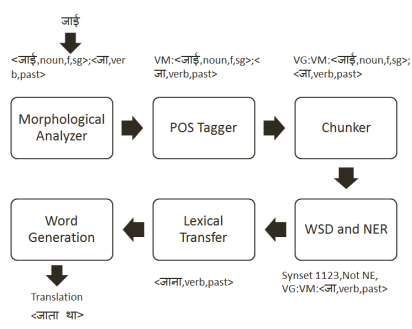 जाई
<जाई,noun,f,sg>;<जा,ver
b,past>
VM:<जाई,noun,f,sg>;<
जा,verb,past>
VG:VM:<जाई,noun,f,sg>;
<जा,verb,past>
Morphological
Analyzer
POS Tagger
Chunker
Word
Generation
Lexical
Transfer
WSD and NER
Translation
<जाता था>
<जाना,verb,past>
Synset 1123,Not NE,
VG:VM:<जा,verb,past>